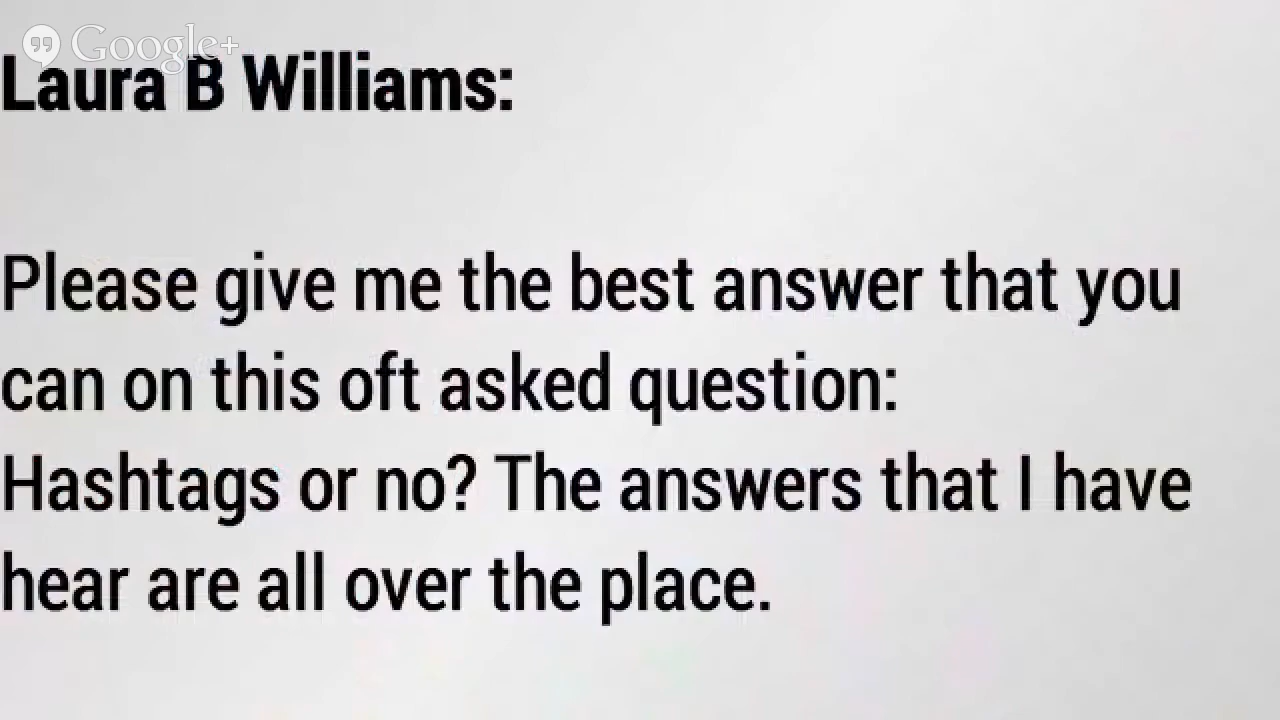 Google+
Laura B Williams:
Please give me the best answer that you
can on this oft asked question:
Hashtags or no? The answers that I have
hear are all over the place.